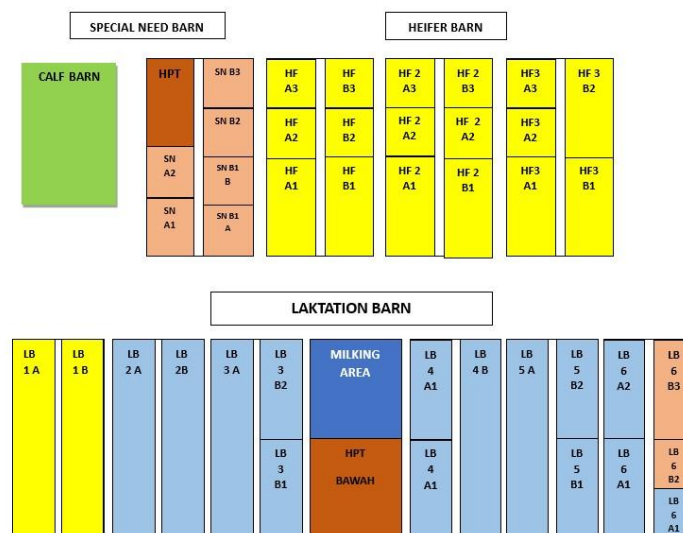 SPECIAL NEED BARN
HEIFER BARN
CALF BARN
HPT
SN B3
SN B2
SN
A2
SN B1
B
SN
A1
SN B1
A
HF
A3
HF
B3
HF 2
A3
HF 2
B3
HF3
A3
HF 3
B2
HF
A2
HF
B2
HF 2
A2
HF 2
A2
HF3
A2
HF
A1
HF
B1
HF 2
A1
HF 2
B1
HF3
A1
HF3
B1
LAKTATION BARN
LB
1 A
LB
1 B
LB
2 A
LB
2B
LB
3 A
LB
3
B2
MILKING
AREA
LB
4
A1
LB
4 B
LB
5 A
LB
5
B2
LB
6
A2
LB
6
B3
LB
3
B1
HPT
BAWAH
LB
4
A1
LB
5
B1
LB
6
A1
LB
6
B2
LB
6
A1